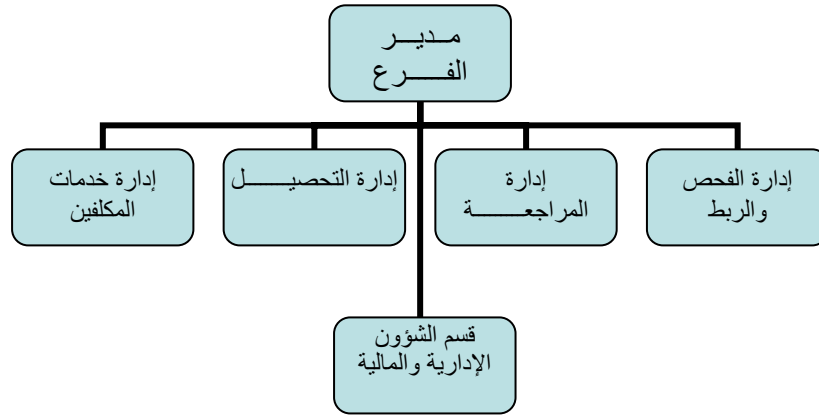 مـديـر
الفـــرع
إدارة الفحص
والربط
إدارة
المراجعـــــة
إدارة التحصيـــــل
إدارة خدمات
المكلفين
قسم الشؤون
الإدارية والمالية